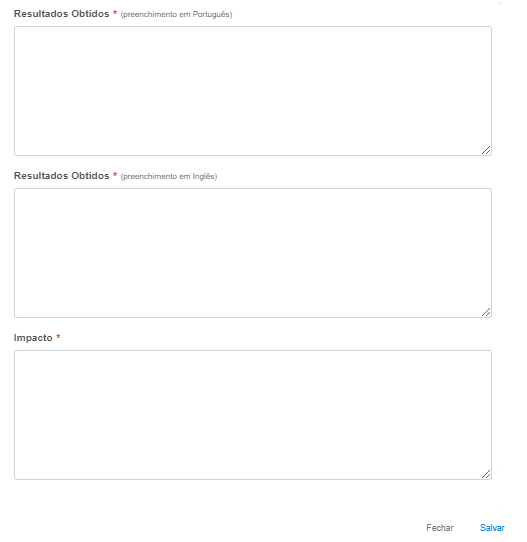 Resultados Obtidos * (preenchimento em Português)
Resultados Obtidos * (preenchimento em Inglês)
Impacto *
Fechar Salvar